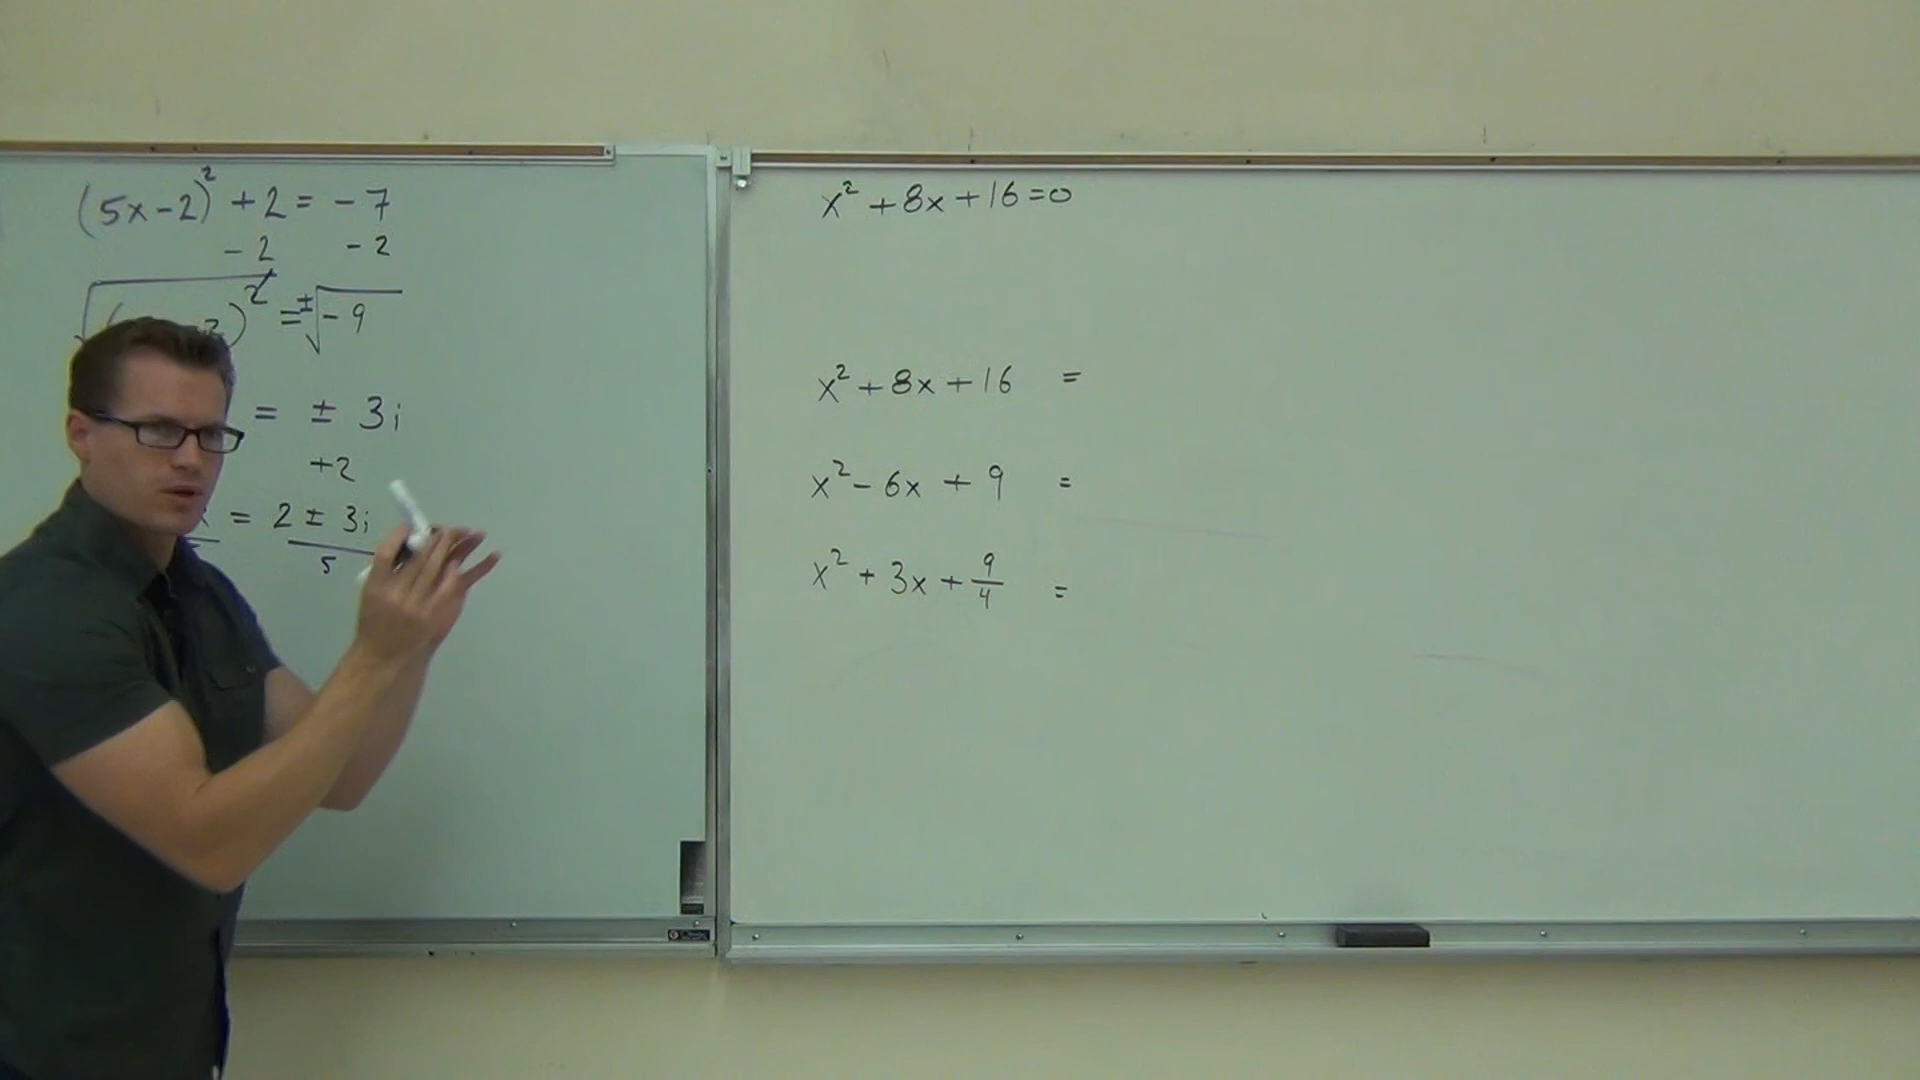 (5x-2)² +2 = -7
-2 -2
)² = ±√-9
= ± 3i
+2
= 2 ± 3i
5
x² + 8x + 16 = 0
x² + 8x + 16 =
x² - 6x + 9 =
x² + 3x + 9/4 =